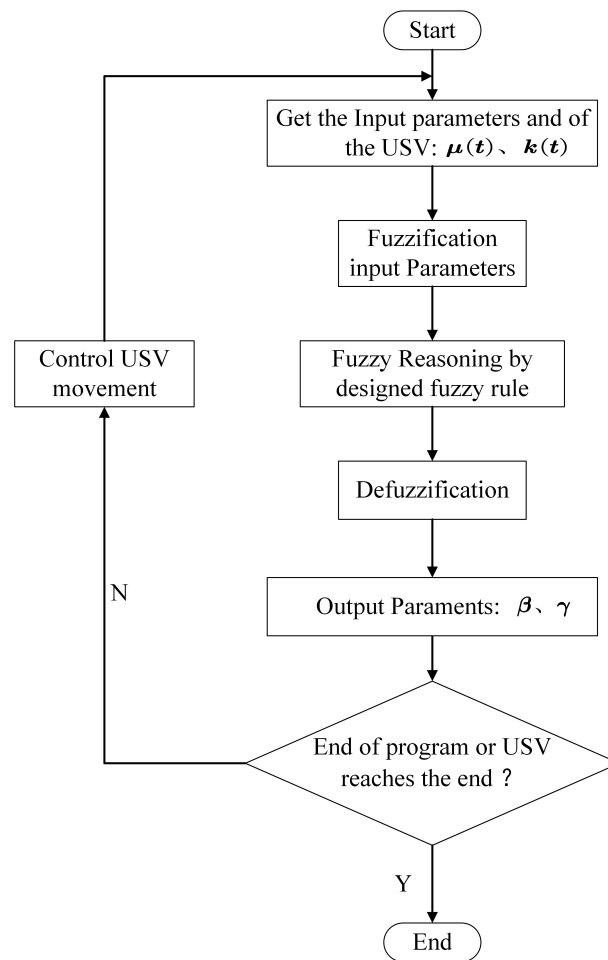 Start
Get the Input parameters and of
the USV: μ(t)、k(t)
Fuzzification
input Parameters
Fuzzy Reasoning by
designed fuzzy rule
Control USV
movement
Defuzzification
N
Output Paraments: β、γ
End of program or USV
reaches the end ?
Y
End